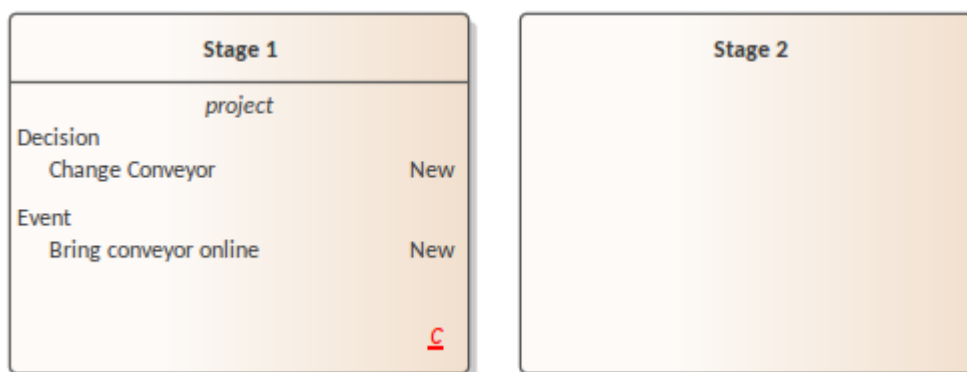 Stage 1
project
Decision
Change Conveyor New
Event
Bring conveyor online New
C
Stage 2